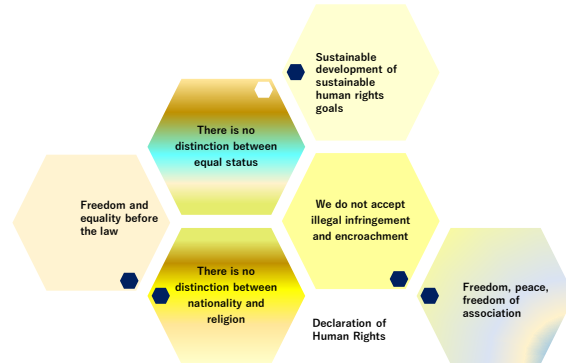 Sustainable
development of
sustainable
human rights
goals
There is no
distinction between
equal status
Freedom and
equality before
the law
We do not accept
illegal infringement
and encroachment
There is no
distinction between
nationality and
religion
Freedom, peace,
freedom of
association
Declaration of
Human Rights